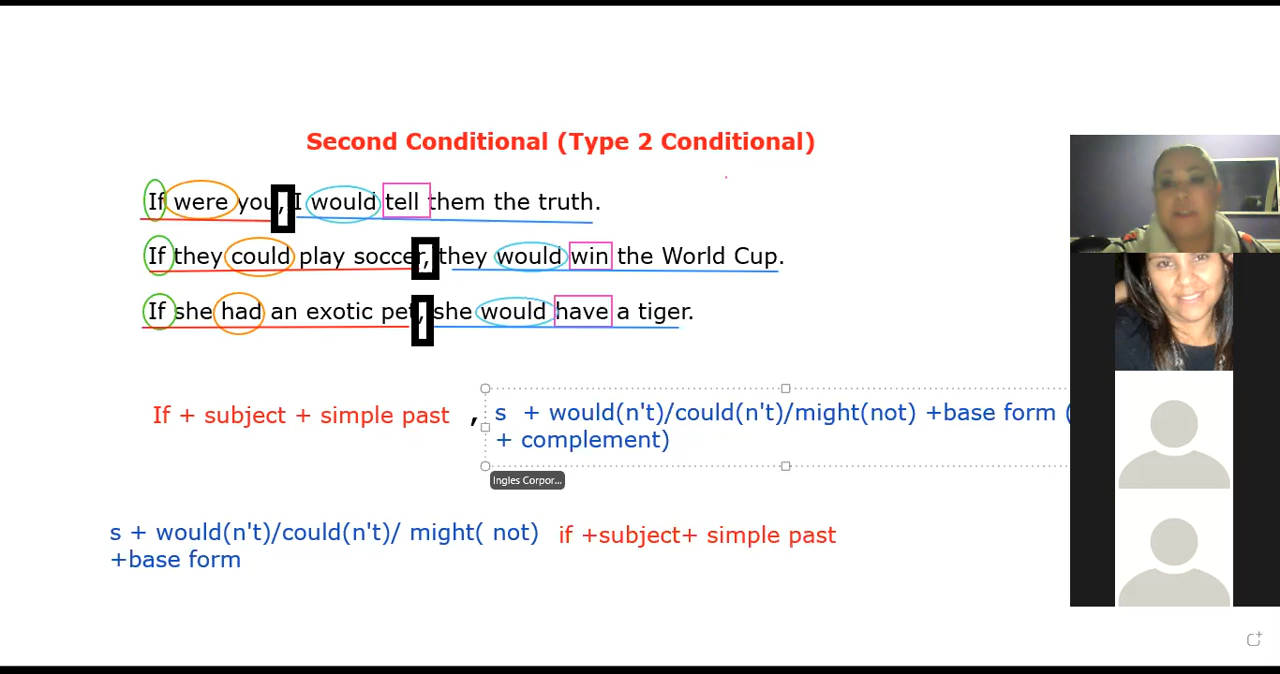 Second Conditional (Type 2 Conditional)
If were you, I would tell them the truth.
If they could play soccer, they would win the World Cup.
If she had an exotic pet, she would have a tiger.
If + subject + simple past , s + would(n't)/could(n't)/might(not) +base form (
+ complement)
Ingles Corpor...
s + would(n't)/could(n't)/ might( not) if +subject+ simple past
+base form